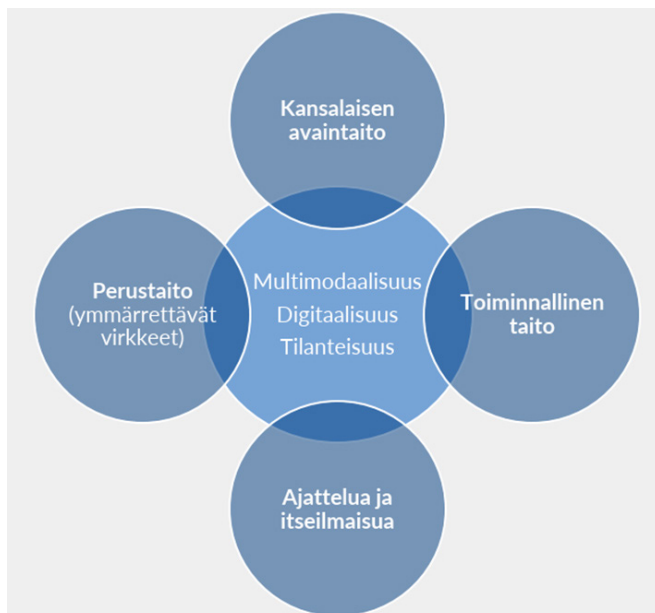 Kansalaisen
avaintaito
Perustaito
(ymmärrettävät
virkkeet)
Multimodaalisuus
Digitaalisuus
Tilanteisuus
Toiminnallinen
taito
Ajattelua ja
itseilmaisua